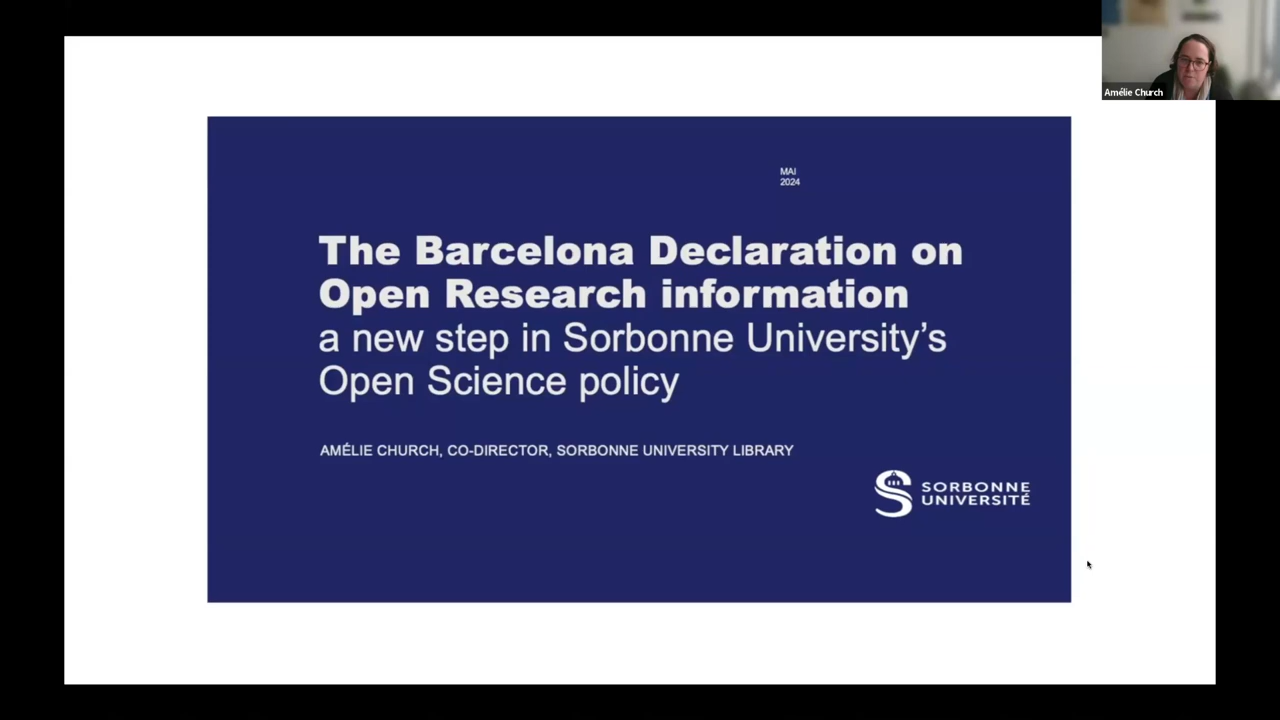 Amélie Church
MAI
2024
The Barcelona Declaration on
Open Research information
a new step in Sorbonne University’s
Open Science policy
AMÉLIE CHURCH, CO-DIRECTOR, SORBONNE UNIVERSITY LIBRARY
SORBONNE
UNIVERSITÉ